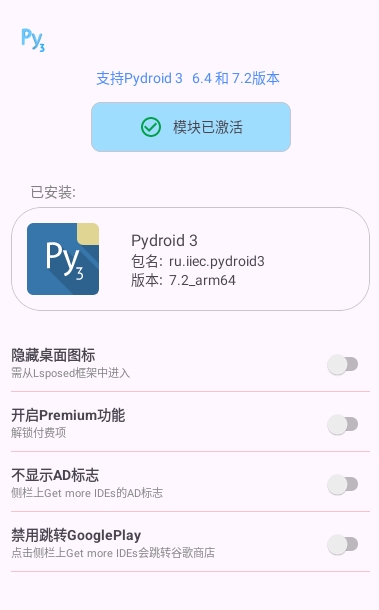 Py3
支持Pydroid 3   6.4 和 7.2版本
模块已激活
已安装:
Py3
Pydroid 3
包名:  ru.iiec.pydroid3
版本:  7.2_arm64
隐藏桌面图标
需从Lsposed框架中进入
开启Premium功能
解锁付费项
不显示AD标志
侧栏上Get more IDEs的AD标志
禁用跳转GooglePlay
点击侧栏上Get more IDEs会跳转谷歌商店